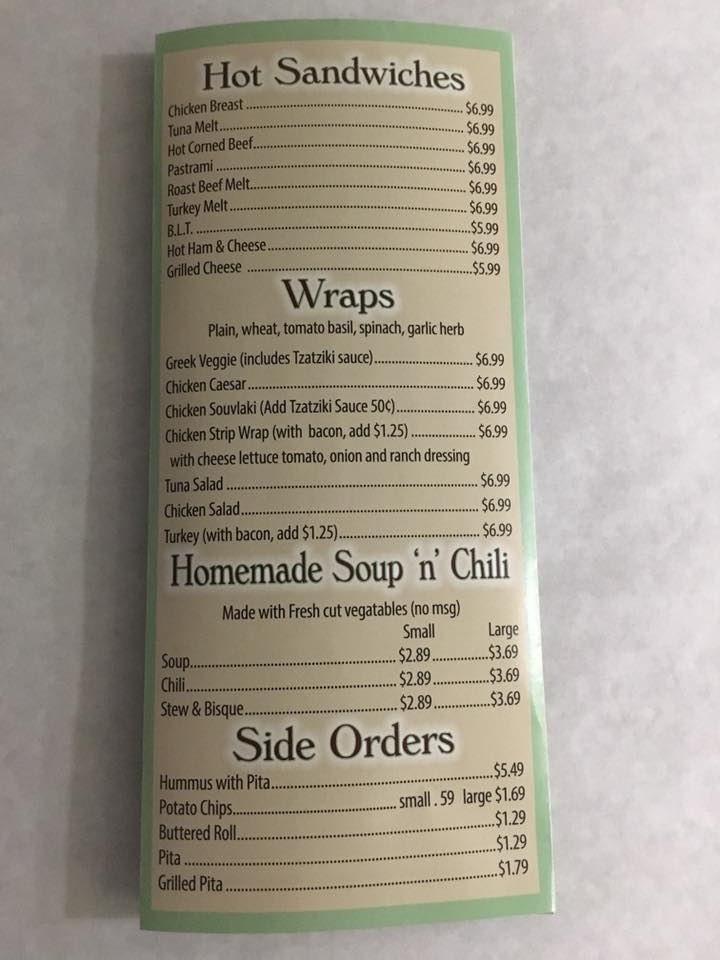 Hot Sandwiches
Chicken Breast $6.99
Tuna Melt $6.99
Hot Corned Beef $6.99
Pastrami $6.99
Roast Beef Melt $6.99
Turkey Melt $6.99
B.L.T. $5.99
Hot Ham & Cheese $6.99
Grilled Cheese $5.99
Wraps
Plain, wheat, tomato basil, spinach, garlic herb
Greek Veggie (includes Tzatziki sauce) $6.99
Chicken Caesar $6.99
Chicken Souvlaki (Add Tzatziki Sauce 50¢) $6.99
Chicken Strip Wrap (with bacon, add $1.25) $6.99
with cheese lettuce tomato, onion and ranch dressing
Tuna Salad $6.99
Chicken Salad $6.99
Turkey (with bacon, add $1.25) $6.99
Homemade Soup 'n' Chili
Made with Fresh cut vegatables (no msg)
Small Large
Soup $2.89 $3.69
Chili $2.89 $3.69
Stew & Bisque $2.89 $3.69
Side Orders
Hummus with Pita $5.49
Potato Chips small .59 large $1.69
Buttered Roll $1.29
Pita $1.29
Grilled Pita $1.79